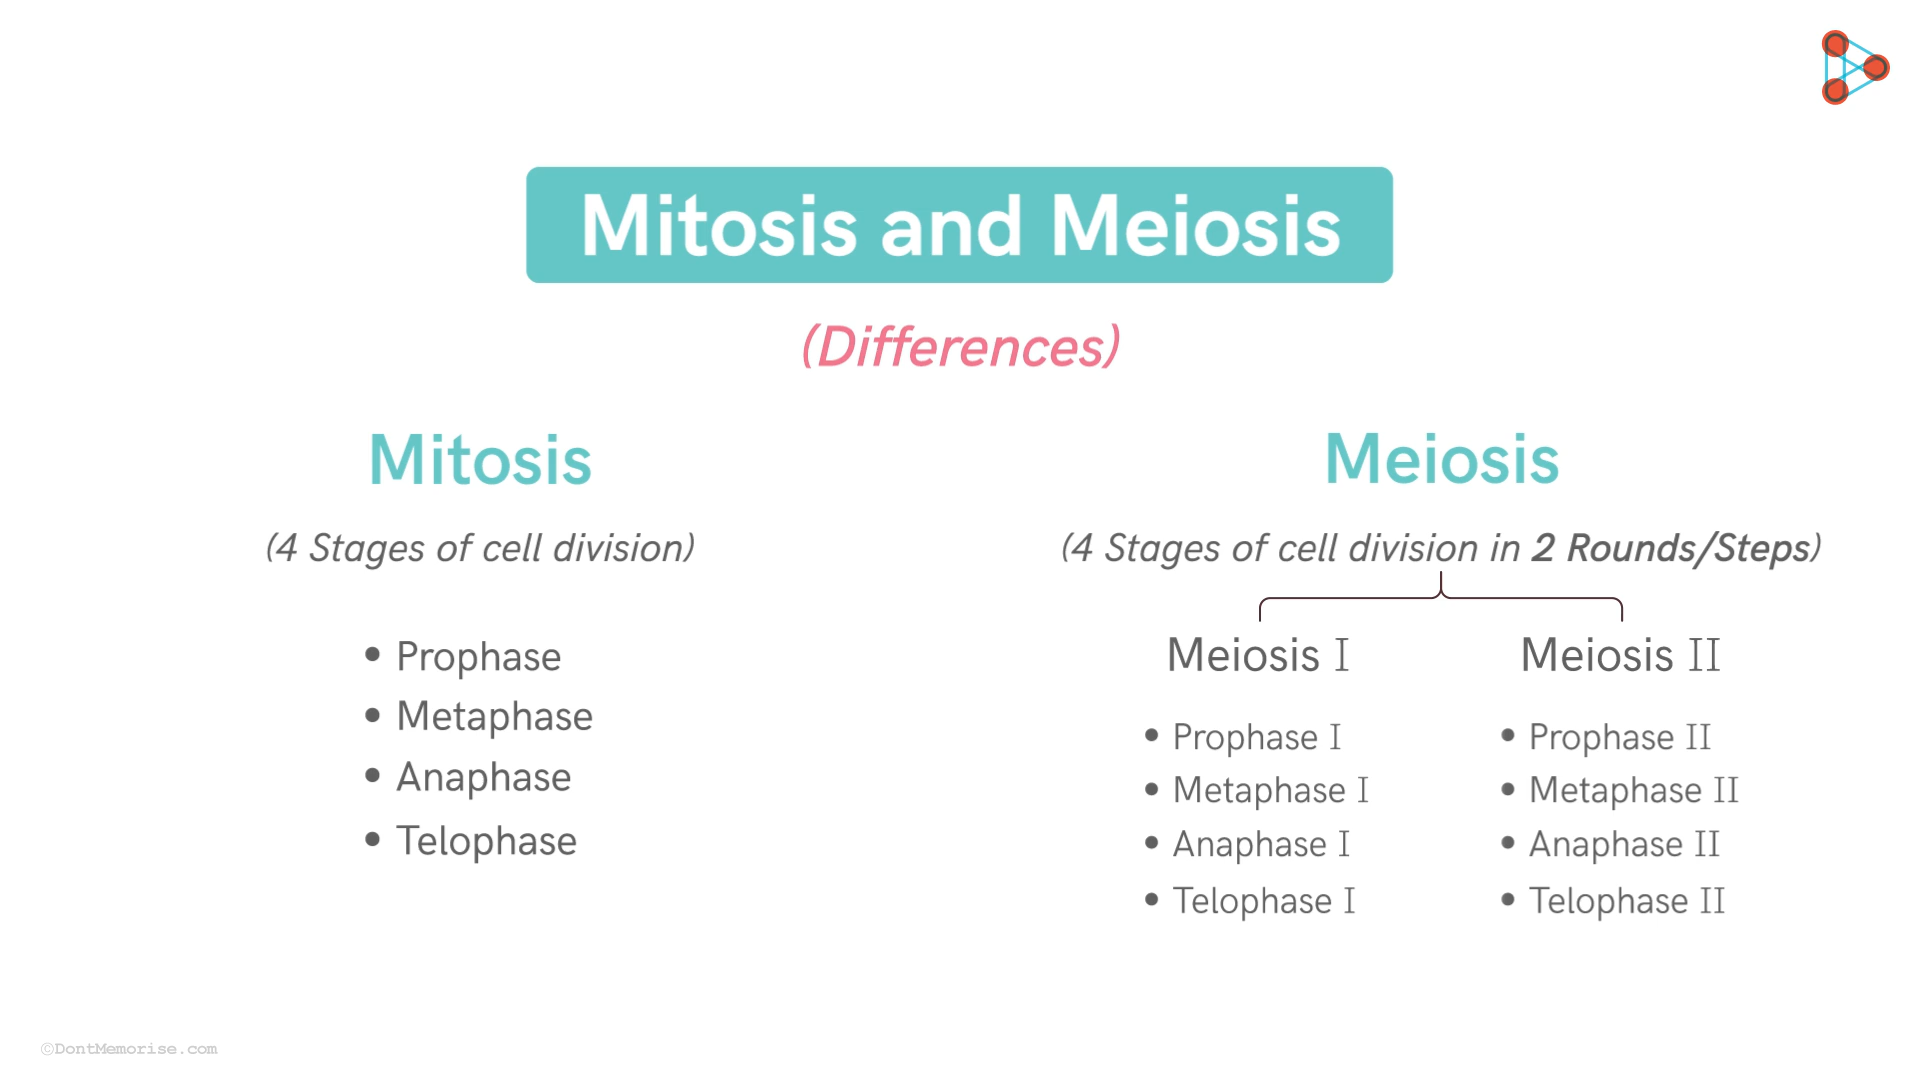 Mitosis and Meiosis
(Differences)
Mitosis
(4 Stages of cell division)
• Prophase
• Metaphase
• Anaphase
• Telophase
Meiosis
(4 Stages of cell division in 2 Rounds/Steps)
Meiosis I
• Prophase I
• Metaphase I
• Anaphase I
• Telophase I
Meiosis II
• Prophase II
• Metaphase II
• Anaphase II
• Telophase II
©DontMemorise.com